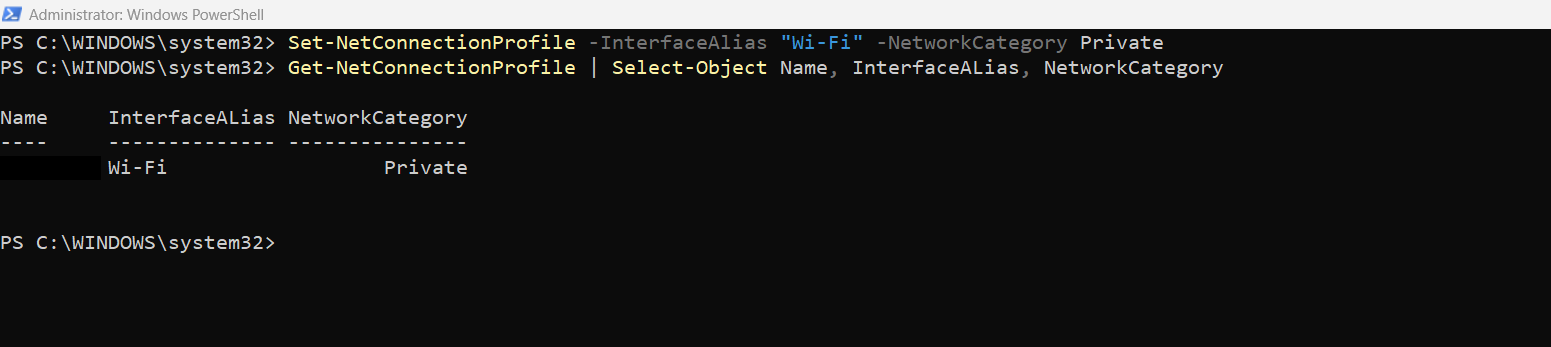 Administrator: Windows PowerShell
PS C:\WINDOWS\system32> Set-NetConnectionProfile -InterfaceAlias "Wi-Fi" -NetworkCategory Private
PS C:\WINDOWS\system32> Get-NetConnectionProfile | Select-Object Name, InterfaceALias, NetworkCategory
Name InterfaceALias NetworkCategory
---- -------------- ---------------
Wi-Fi Private
PS C:\WINDOWS\system32>